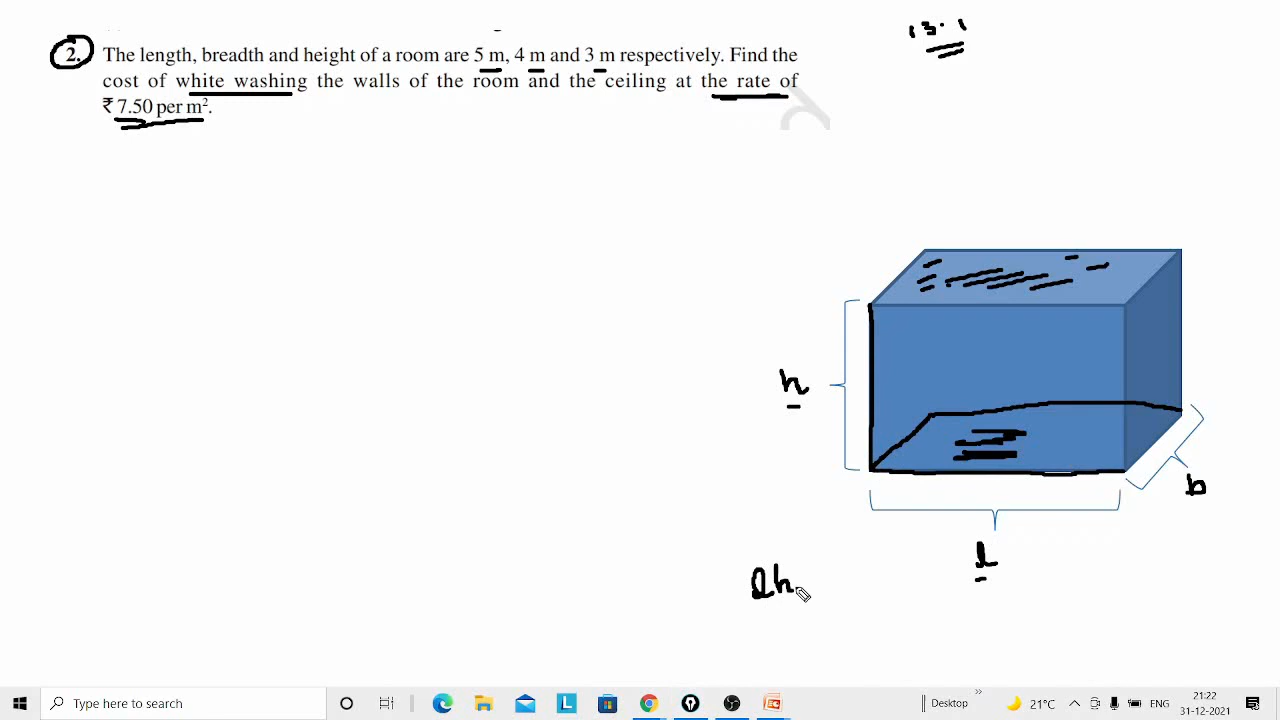 13.1
2. The length, breadth and height of a room are 5 m, 4 m and 3 m respectively. Find the
cost of white washing the walls of the room and the ceiling at the rate of
₹ 7.50 per m².
h
b
l
lh
Type here to search
Desktop
»
21°C
ENG
21:22
31-12-2021